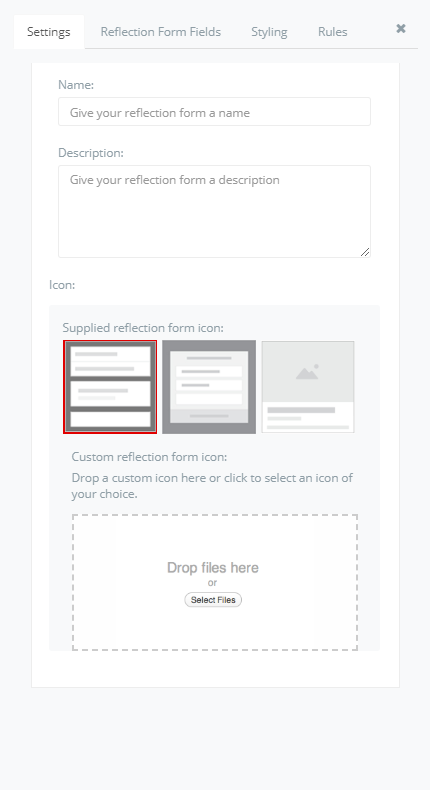 Settings Reflection Form Fields Styling Rules ✖
Name:
Give your reflection form a name
Description:
Give your reflection form a description
Icon:
Supplied reflection form icon:
Custom reflection form icon:
Drop a custom icon here or click to select an icon of
your choice.
Drop files here
or
Select Files